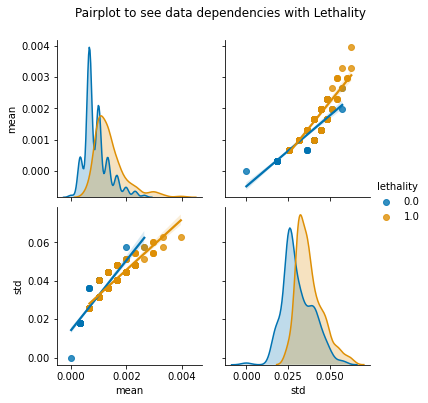 Pairplot to see data dependencies with Lethality
0.004
0.003
0.002
0.001
0.000
mean
lethality
0.0
1.0
0.06
0.04
0.02
0.00
std
0.000 0.002 0.004
mean
0.000 0.025 0.050
std